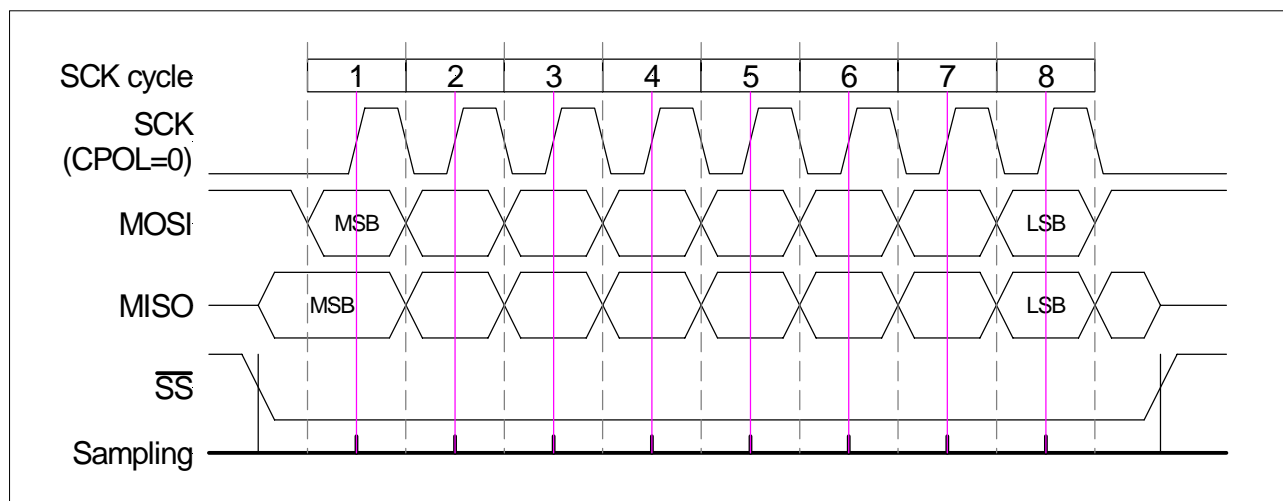 SCK cycle 1 2 3 4 5 6 7 8
SCK
(CPOL=0)
MOSI MSB LSB
MISO MSB LSB
SS
Sampling